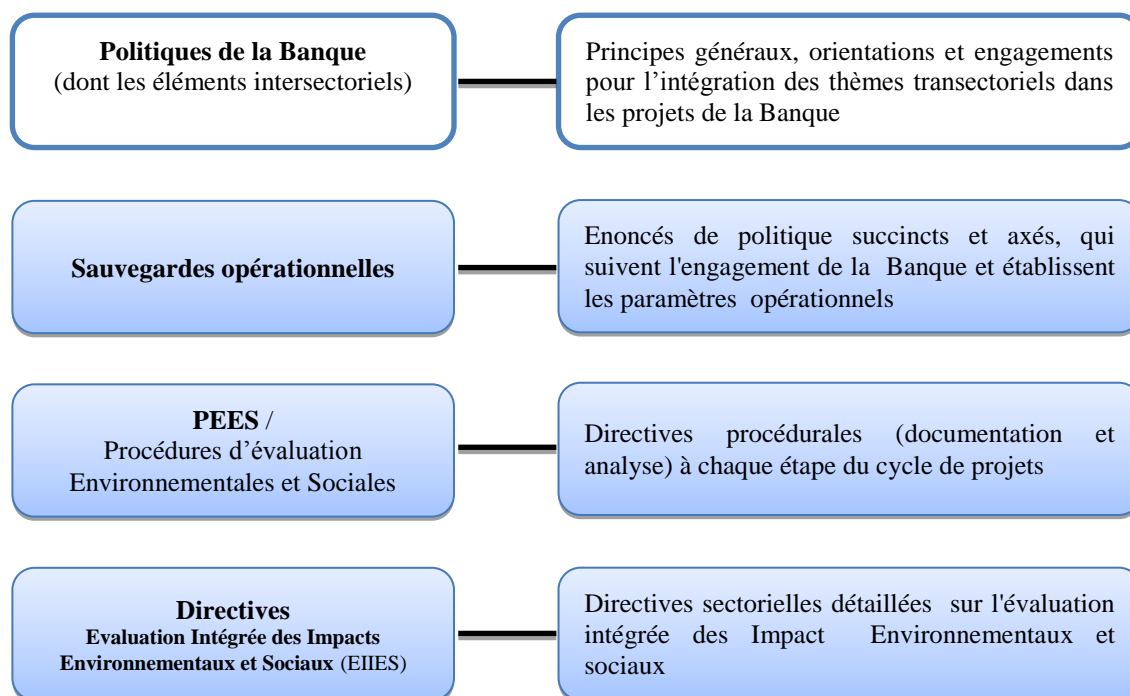 Politiques de la Banque
(dont les éléments intersectoriels)
Principes généraux, orientations et engagements
pour l’intégration des thèmes transectoriels dans
les projets de la Banque
Sauvegardes opérationnelles
Enoncés de politique succincts et axés, qui
suivent l'engagement de la Banque et établissent
les paramètres opérationnels
PEES /
Procédures d’évaluation
Environnementales et Sociales
Directives procédurales (documentation et
analyse) à chaque étape du cycle de projets
Directives
Evaluation Intégrée des Impacts
Environnementaux et Sociaux (EIIES)
Directives sectorielles détaillées sur l'évaluation
intégrée des Impact Environnementaux et
sociaux